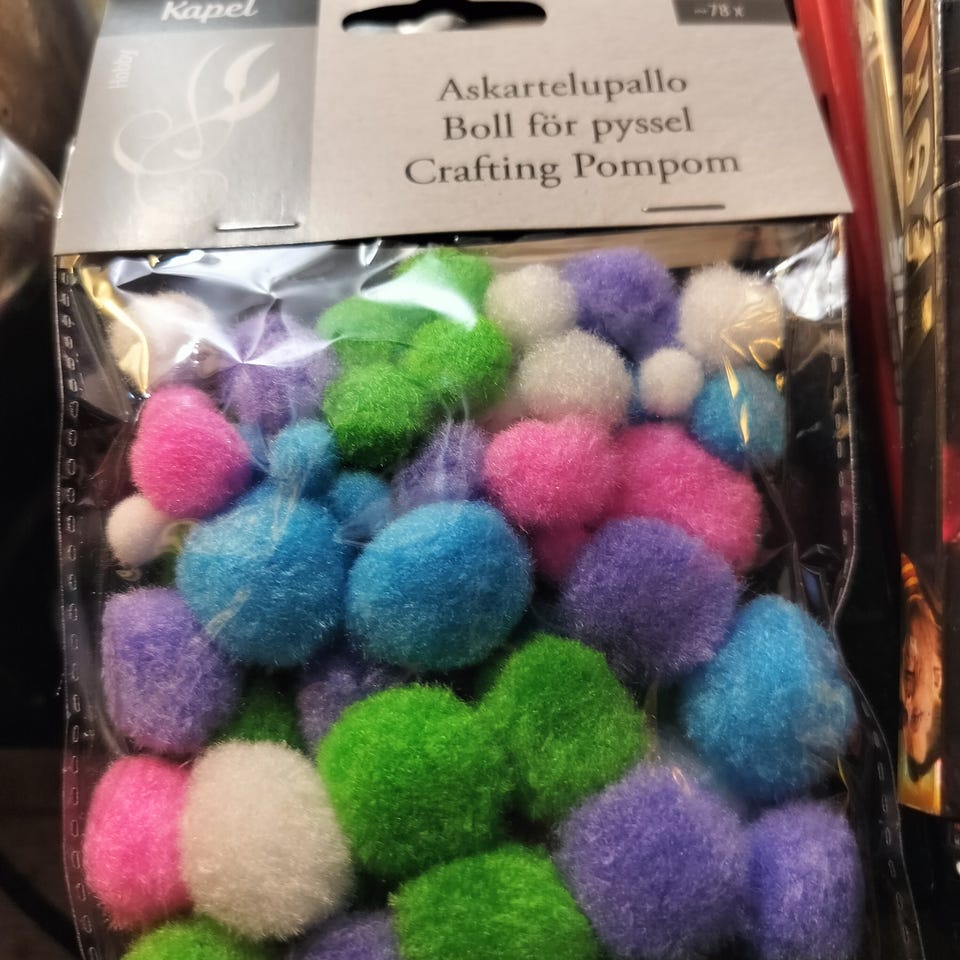 Kapel
~78 x
Hobby
Askartelupallo
Boll för pyssel
Crafting Pompom